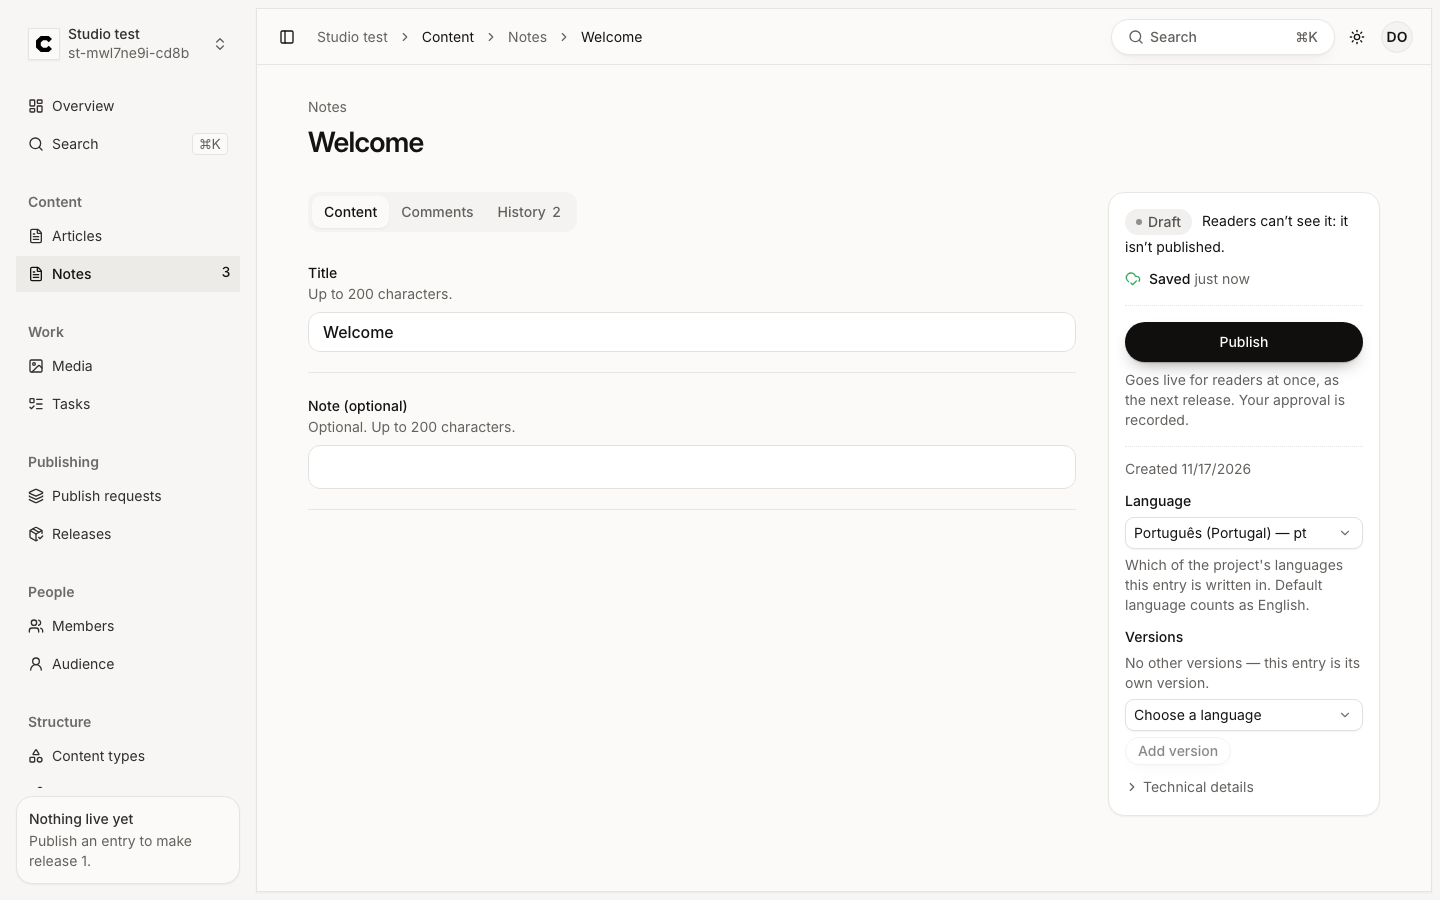 Studio test
st-mwl7ne9i-cd8b
Overview
Search ⌘K
Content
Articles
Notes 3
Work
Media
Tasks
Publishing
Publish requests
Releases
People
Members
Audience
Structure
Content types
Nothing live yet
Publish an entry to make
release 1.
Studio test > Content > Notes > Welcome
Search ⌘K
DO
Notes
Welcome
Content Comments History 2
Title
Up to 200 characters.
Welcome
Note (optional)
Optional. Up to 200 characters.
Draft Readers can’t see it: it
isn’t published.
Saved just now
Publish
Goes live for readers at once, as
the next release. Your approval is
recorded.
Created 11/17/2026
Language
Português (Portugal) — pt
Which of the project's languages
this entry is written in. Default
language counts as English.
Versions
No other versions — this entry is its
own version.
Choose a language
Add version
Technical details